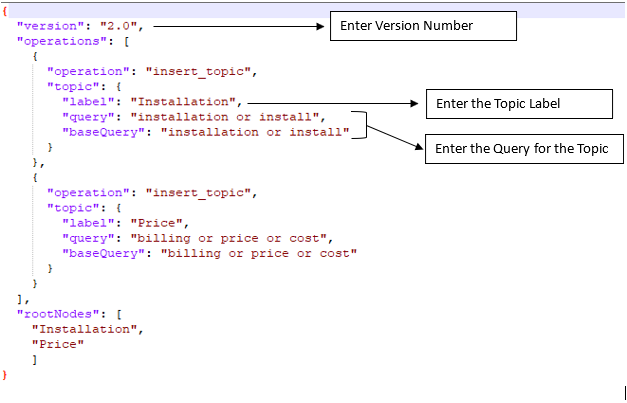 {
"version": "2.0",
Enter Version Number
"operations": [
{
"operation": "insert_topic",
"topic": {
"label": "Installation",
Enter the Topic Label
"query": "installation or install",
"baseQuery": "installation or install"
Enter the Query for the Topic
}
},
{
"operation": "insert_topic",
"topic": {
"label": "Price",
"query": "billing or price or cost",
"baseQuery": "billing or price or cost"
}
}
],
"rootNodes": [
"Installation",
"Price"
]
}